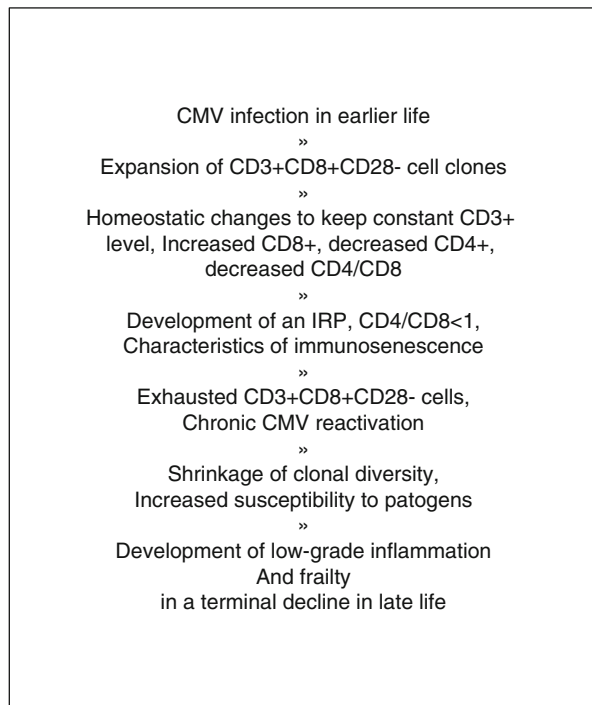 CMV infection in earlier life
»
Expansion of CD3+CD8+CD28- cell clones
»
Homeostatic changes to keep constant CD3+
level, Increased CD8+, decreased CD4+,
decreased CD4/CD8
»
Development of an IRP, CD4/CD8<1,
Characteristics of immunosenescence
»
Exhausted CD3+CD8+CD28- cells,
Chronic CMV reactivation
»
Shrinkage of clonal diversity,
Increased susceptibility to patogens
»
Development of low-grade inflammation
And frailty
in a terminal decline in late life